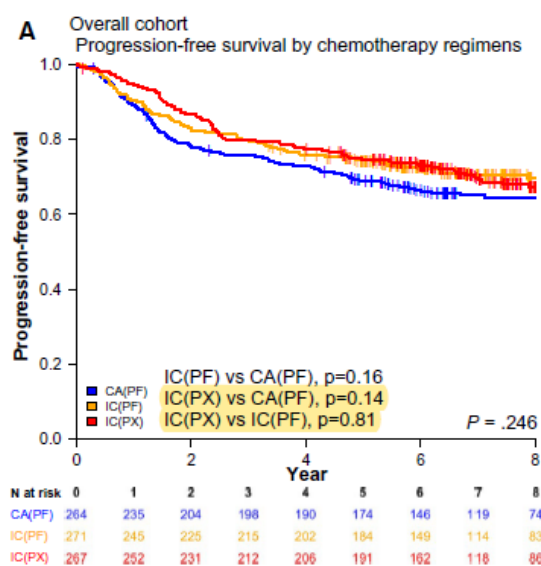 A Overall cohort
Progression-free survival by chemotherapy regimens
Progression-free survival
1.0
0.8
0.6
0.4
0.2
0.0
IC(PF) vs CA(PF), p=0.16
CA(PF)
IC(PX) vs CA(PF), p=0.14
IC(PF)
IC(PX)
IC(PX) vs IC(PF), p=0.81
P = .246
0 2 4 6 8
Year
N at risk 0 1 2 3 4 5 6 7 8
CA(PF) 264 235 204 198 190 174 146 119 74
IC(PF) 271 245 225 215 202 184 149 114 83
IC(PX) 267 252 231 212 206 191 162 118 86